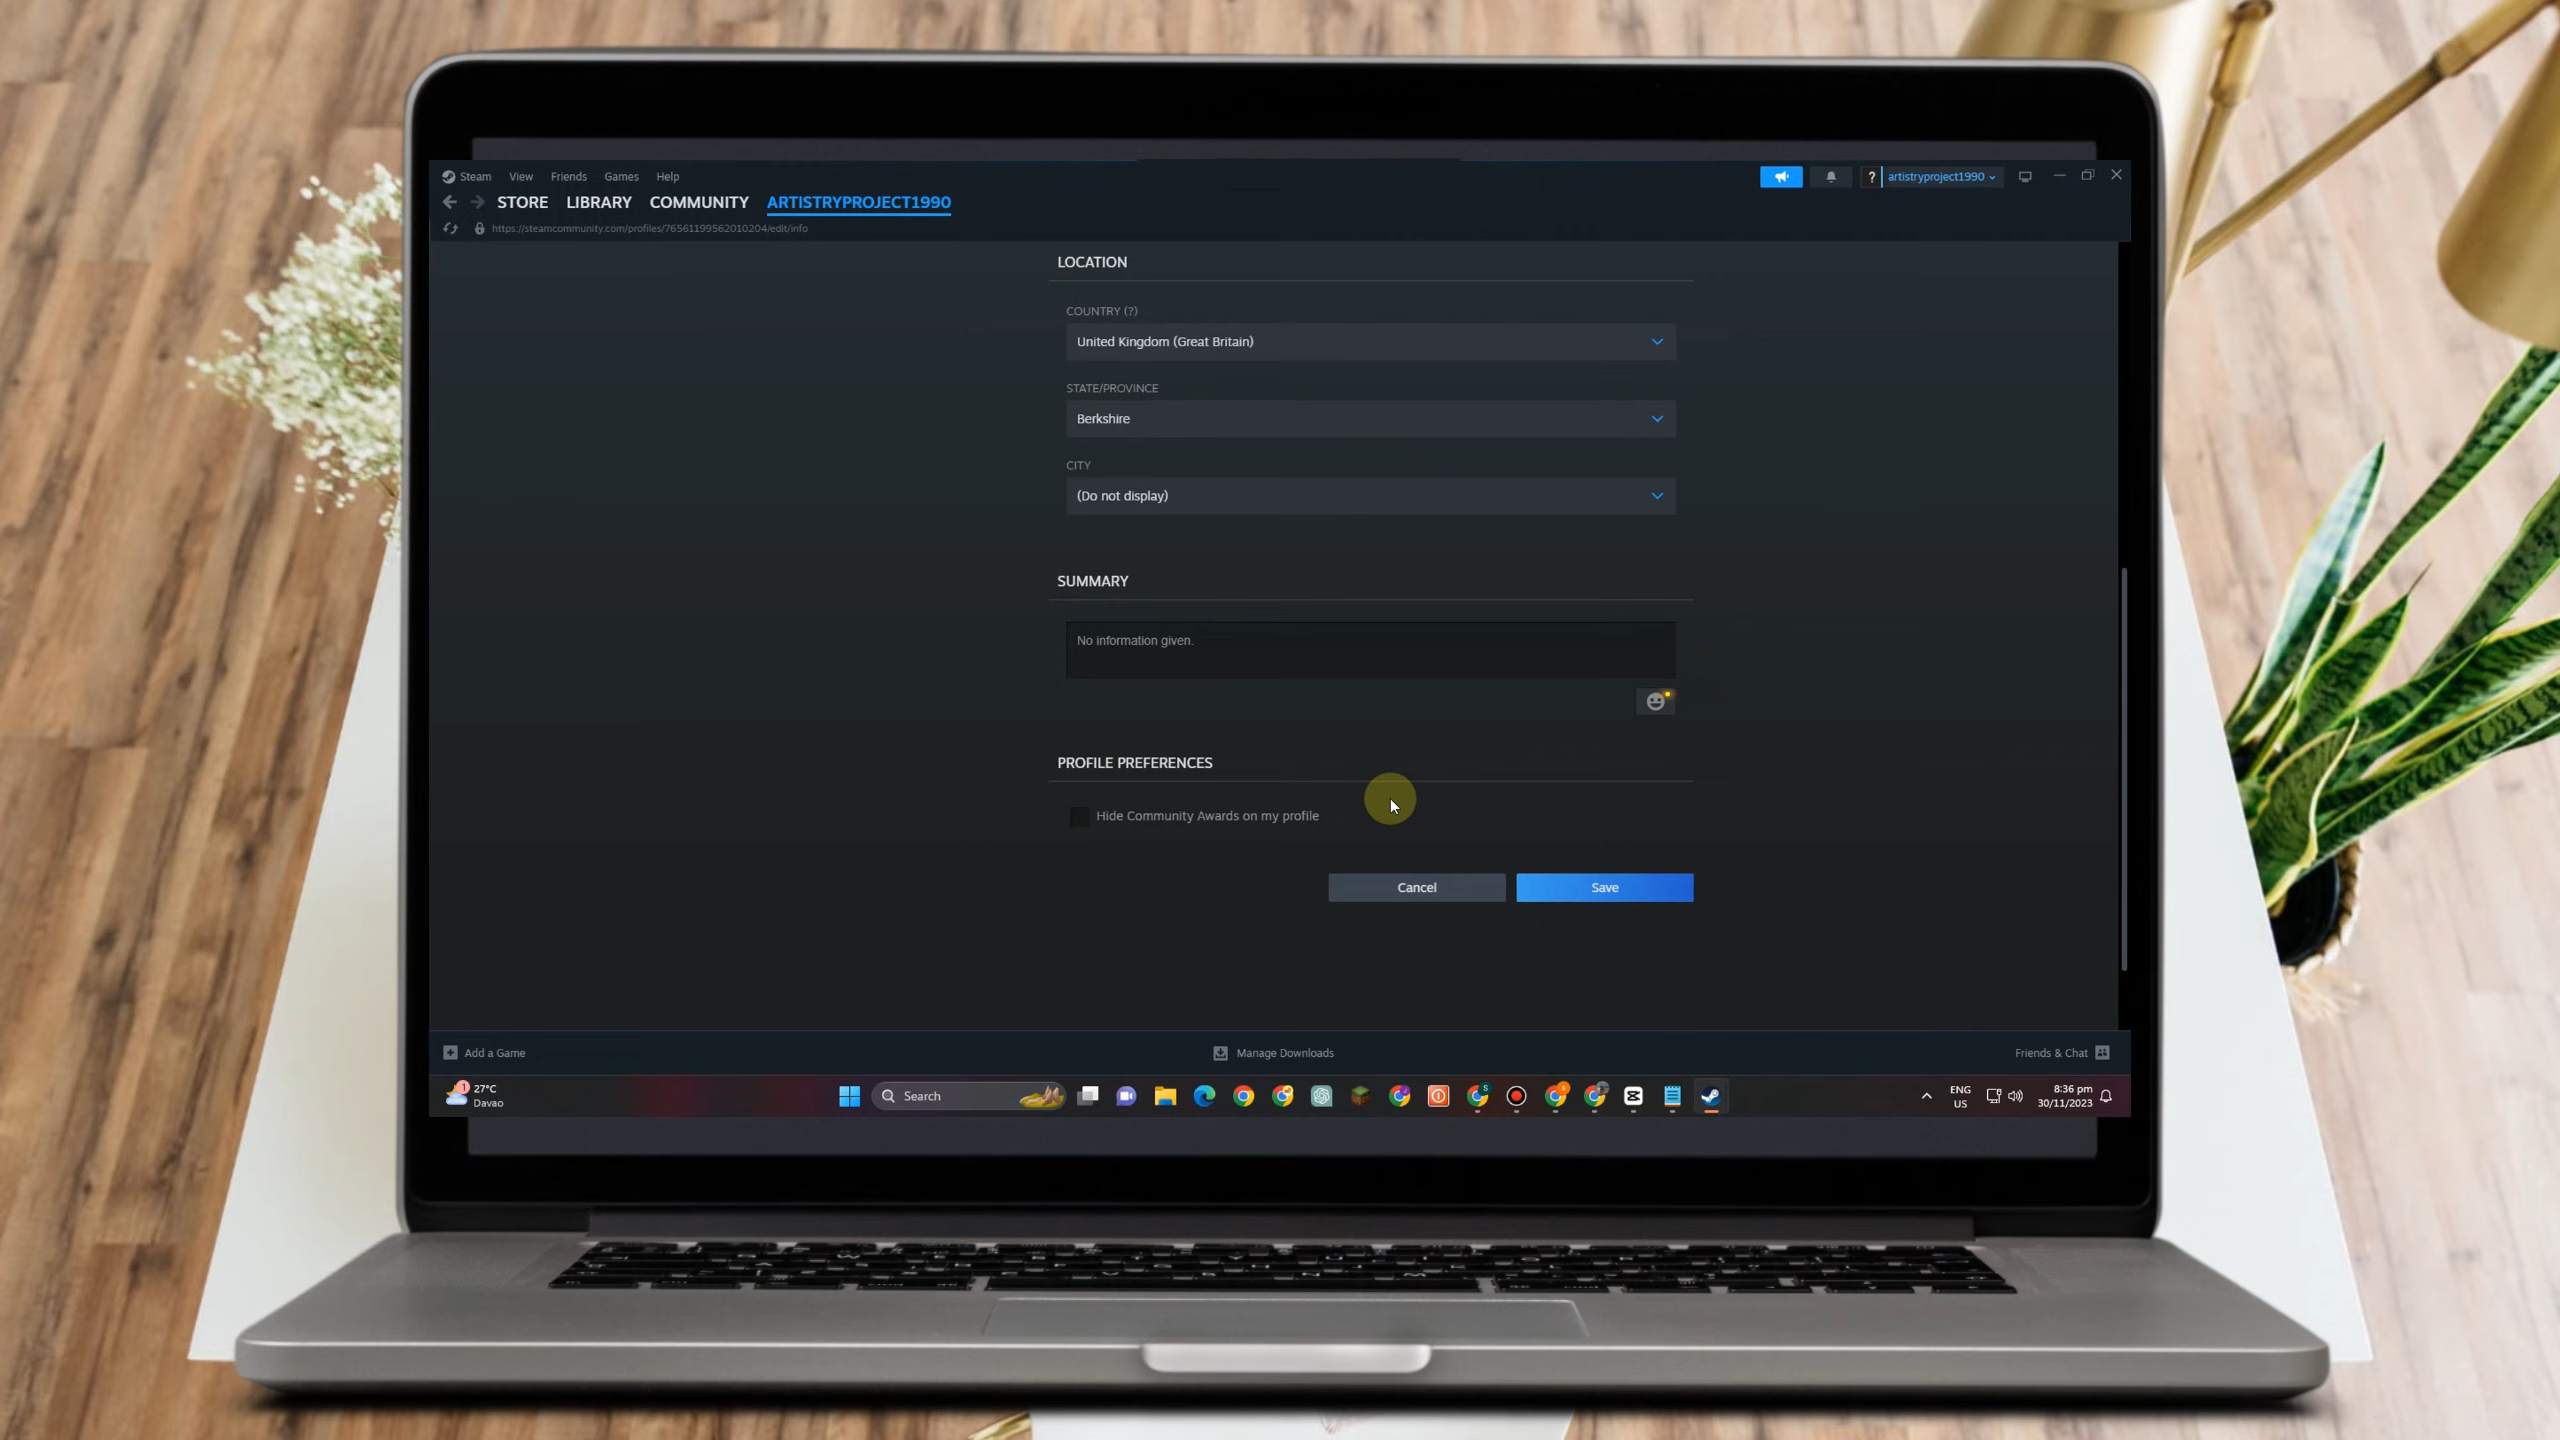 Steam View Friends Games Help
artistryproject1990
STORE LIBRARY COMMUNITY ARTISTRYPROJECT1990
https://steamcommunity.com/profiles/76561199562010204/edit/info
LOCATION
COUNTRY (?)
United Kingdom (Great Britain)
STATE/PROVINCE
Berkshire
CITY
(Do not display)
SUMMARY
No information given.
PROFILE PREFERENCES
Hide Community Awards on my profile
Cancel Save
Add a Game Manage Downloads Friends & Chat
1 27°C
Davao
Search
ENG
US
8:36 pm
30/11/2023